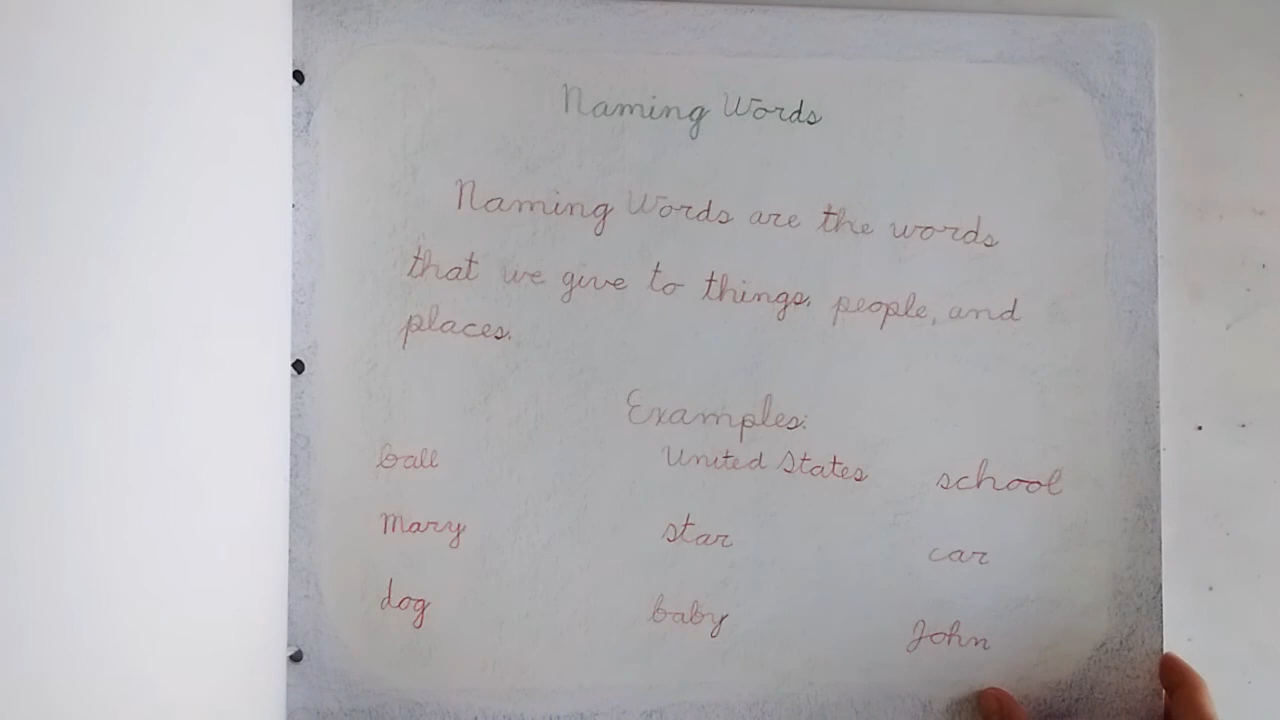 Naming Words
Naming Words are the words
that we give to things, people, and
places.
Examples:
ball United States school
Mary star car
dog baby John